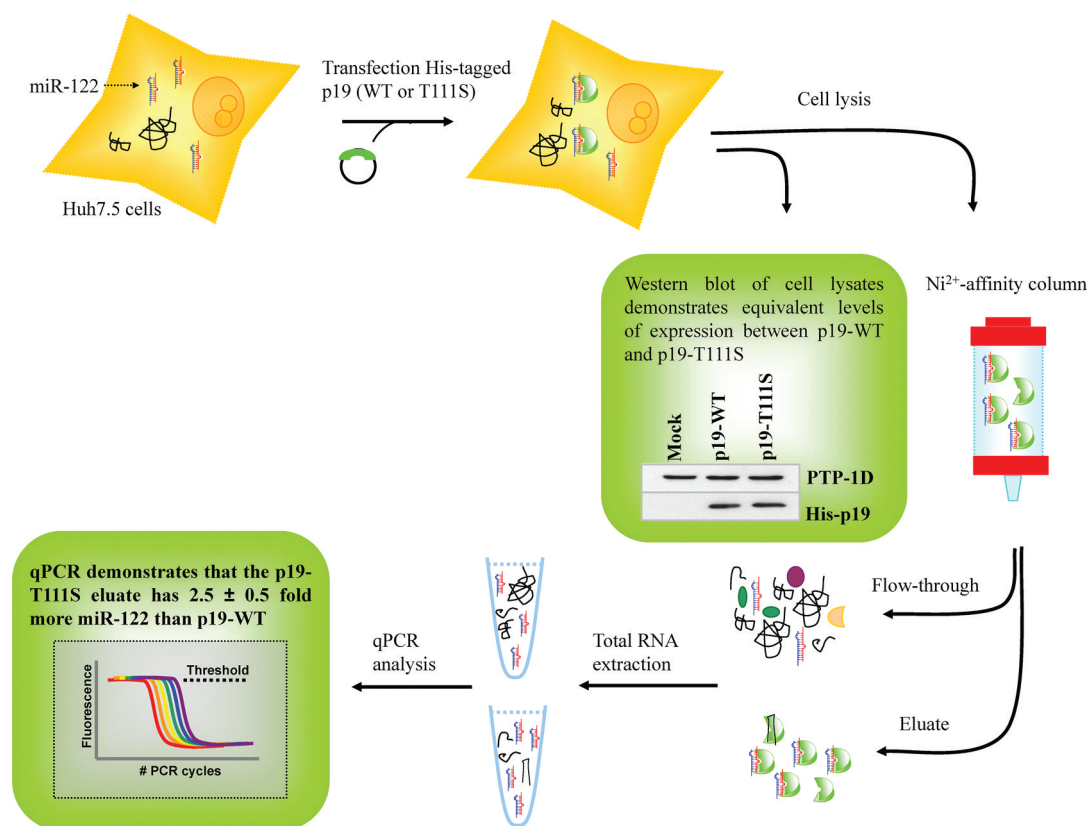 miR-122
Huh7.5 cells
Transfection His-tagged
p19 (WT or T111S)
Cell lysis
Western blot of cell lysates
demonstrates equivalent levels
of expression between p19-WT
and p19-T111S
Mock
p19-WT
p19-T111S
PTP-1D
His-p19
Ni²⁺-affinity column
Flow-through
Eluate
Total RNA
extraction
qPCR
analysis
qPCR demonstrates that the p19-
T111S eluate has 2.5 ± 0.5 fold
more miR-122 than p19-WT
Threshold
Fluorescence
# PCR cycles